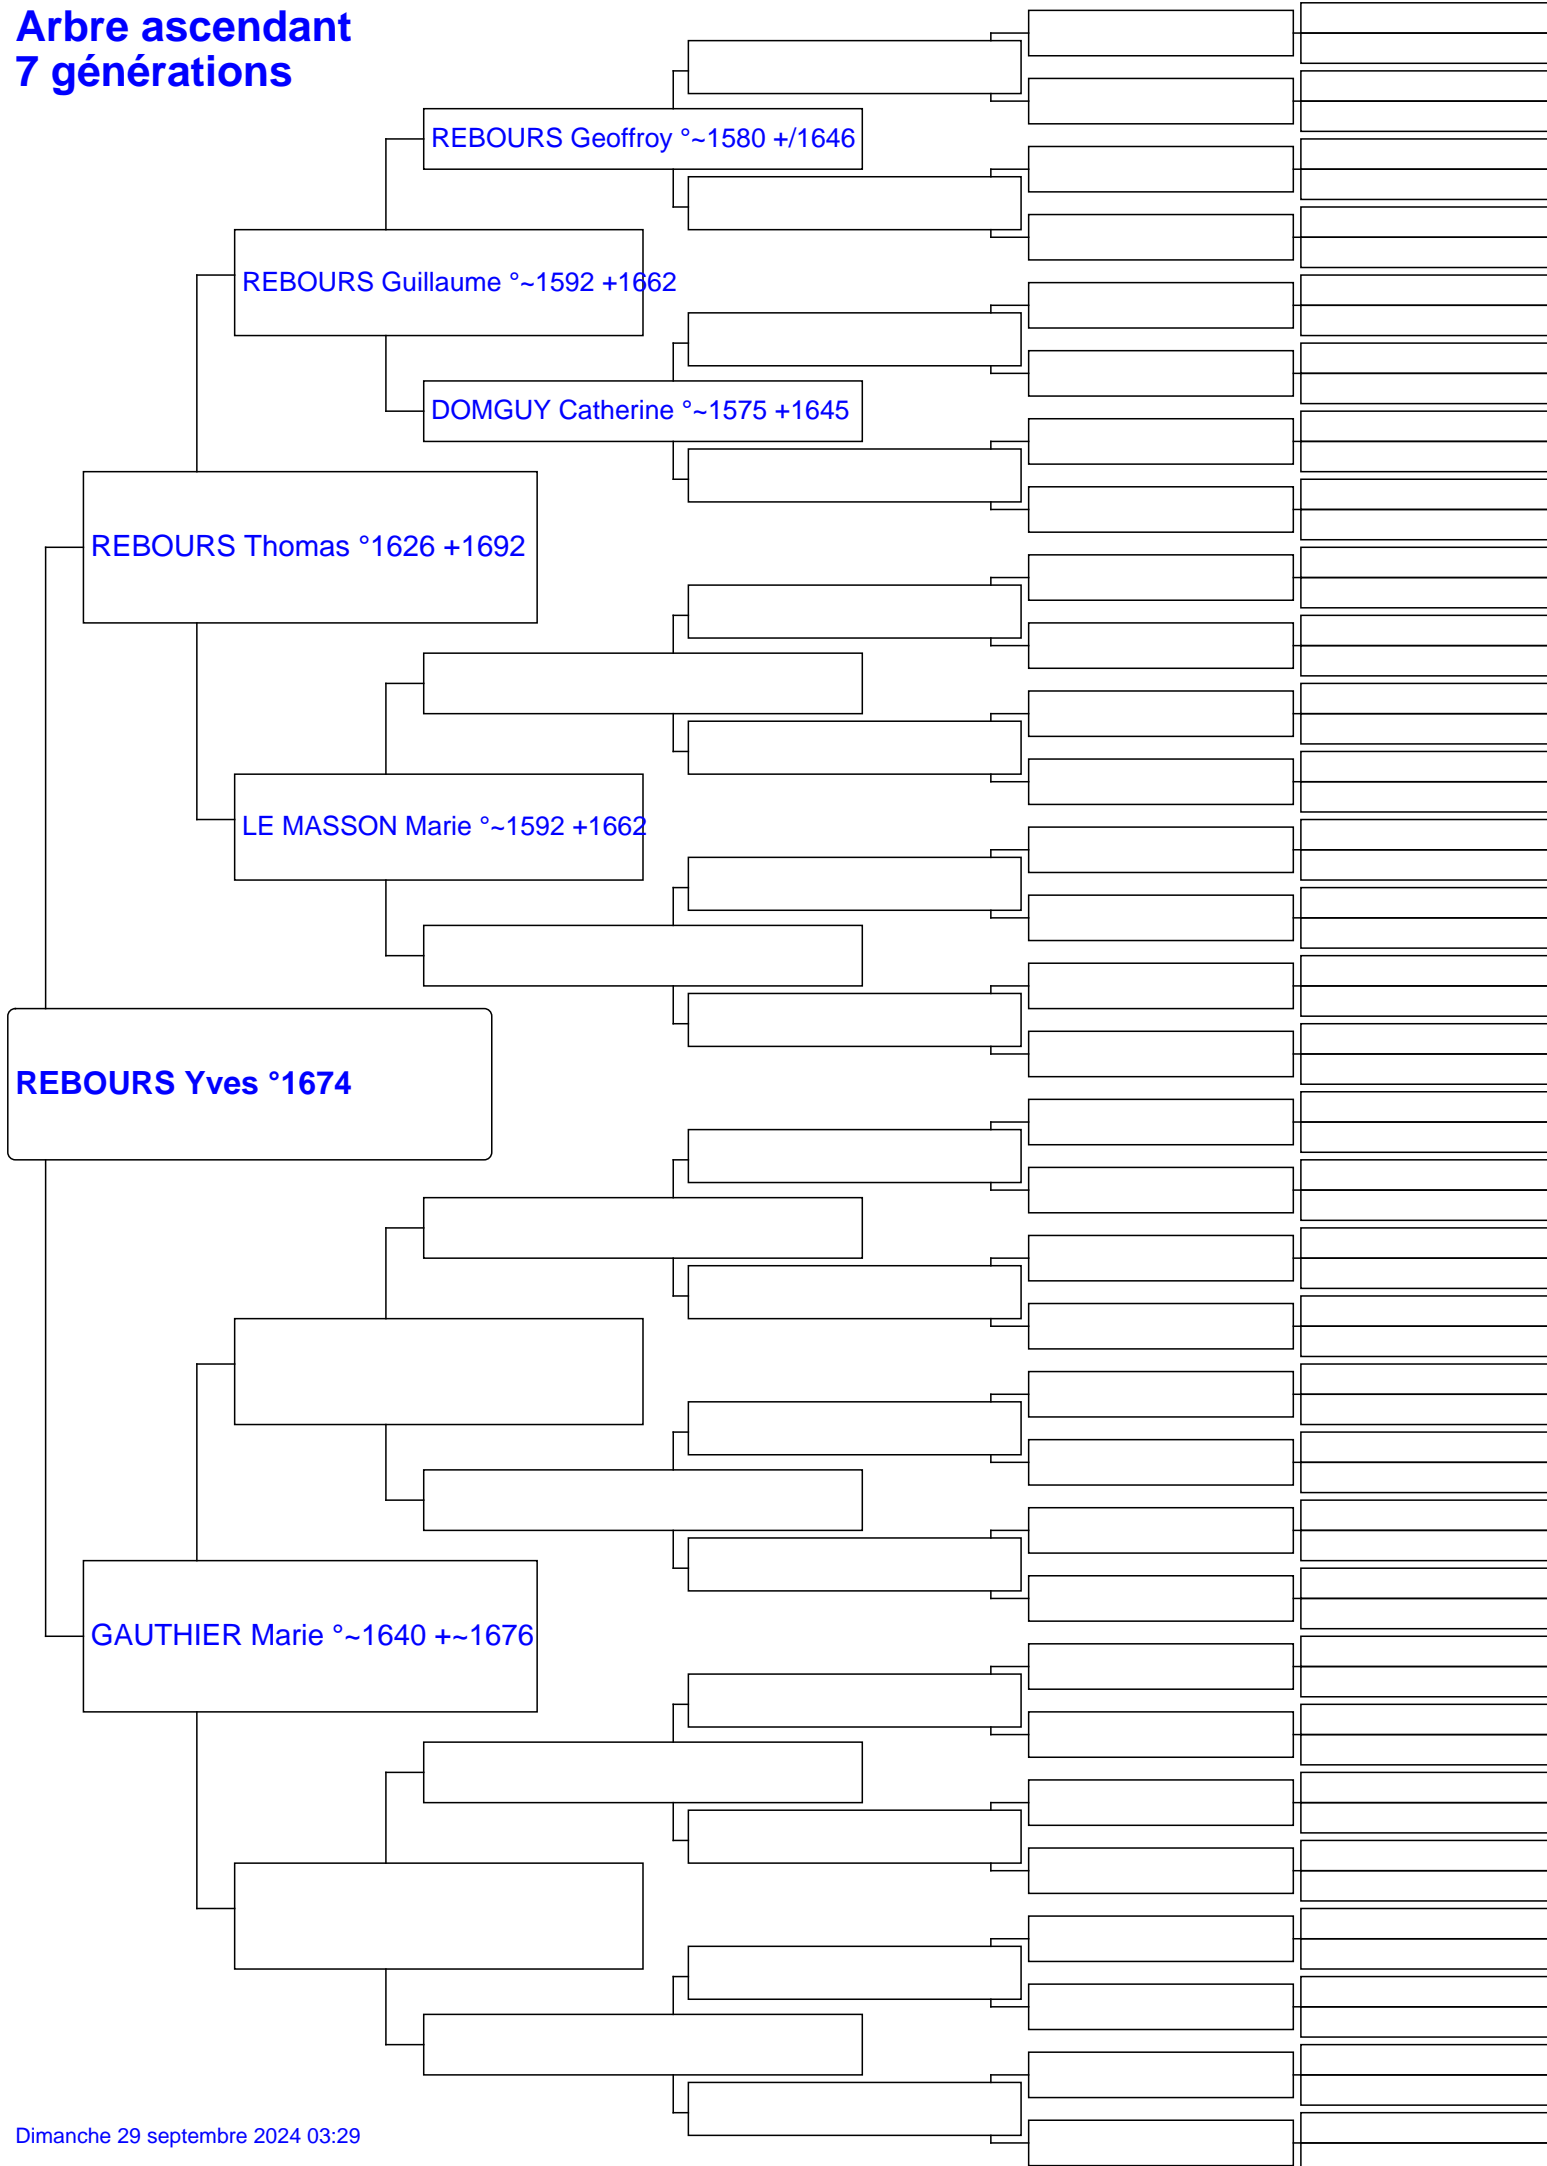 Arbre ascendant
7 générations
REBOURS Geoffroy °~1580 +/1646
REBOURS Guillaume °~1592 +1662
DOMGUY Catherine °~1575 +1645
REBOURS Thomas °1626 +1692
LE MASSON Marie °~1592 +1662
REBOURS Yves °1674
GAUTHIER Marie °~1640 +~1676
Dimanche 29 septembre 2024 03:29